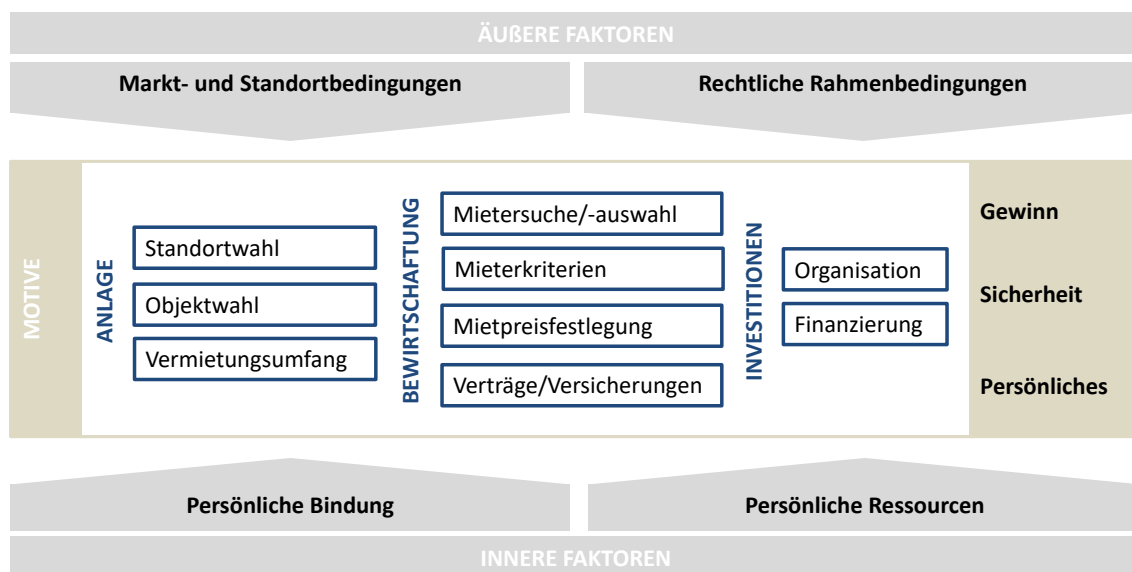 ÄUßERE FAKTOREN
Markt- und Standortbedingungen
Rechtliche Rahmenbedingungen
MOTIVE
ANLAGE
Standortwahl
Objektwahl
Vermietungsumfang
BEWIRTSCHAFTUNG
Mietersuche/-auswahl
Mieterkriterien
Mietpreisfestlegung
Verträge/Versicherungen
INVESTITIONEN
Organisation
Finanzierung
Gewinn
Sicherheit
Persönliches
Persönliche Bindung
Persönliche Ressourcen
INNERE FAKTOREN